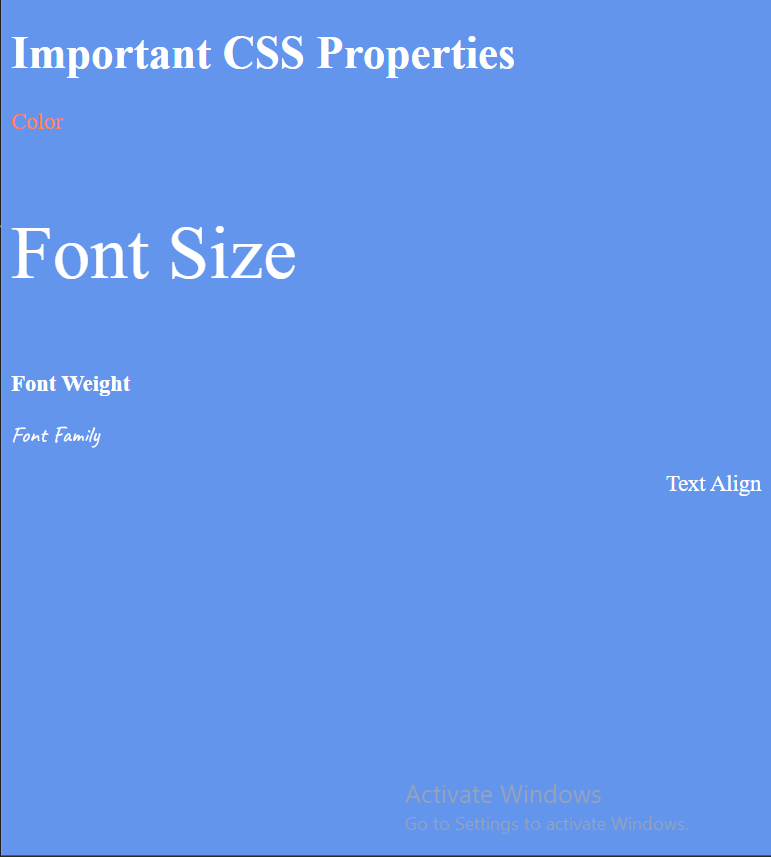 Important CSS Properties
Color
Font Size
Font Weight
Font Family
Text Align
Activate Windows
Go to Settings to activate Windows.